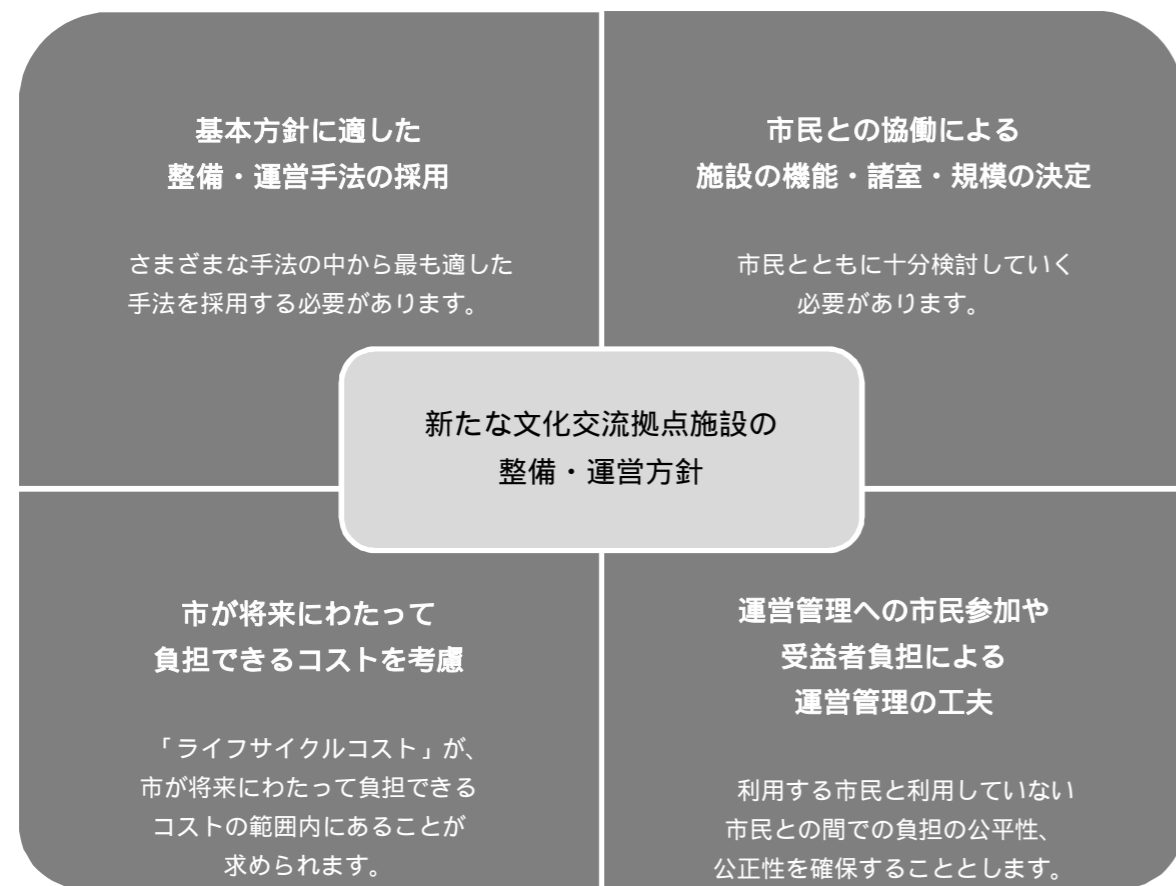 基本方針に適した
整備・運営手法の採用
さまざまな手法の中から最も適した
手法を採用する必要があります。
市民との協働による
施設の機能・諸室・規模の決定
市民とともに十分検討していく
必要があります。
新たな文化交流拠点施設の
整備・運営方針
市が将来にわたって
負担できるコストを考慮
「ライフサイクルコスト」が、
市が将来にわたって負担できる
コストの範囲内にあることが
求められます。
運営管理への市民参加や
受益者負担による
運営管理の工夫
利用する市民と利用していない
市民との間での負担の公平性、
公正性を確保することとします。